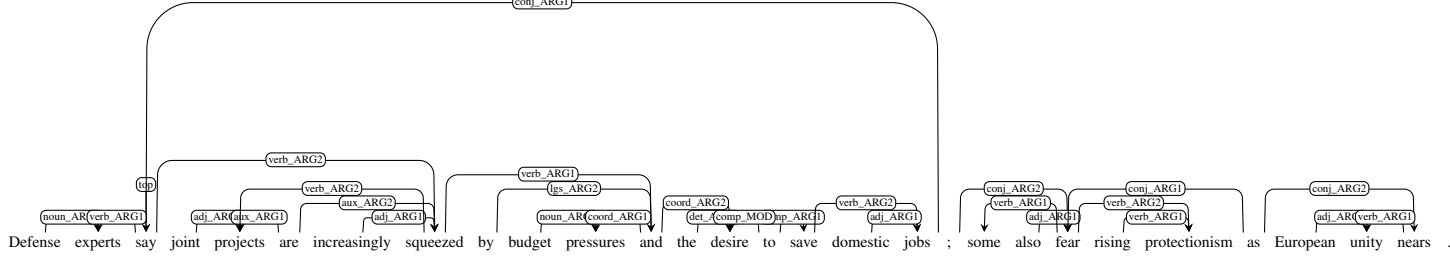 conj_ARG1
verb_ARG2
verb_ARG1
top
verb_ARG2 lgs_ARG2 conj_ARG2 conj_ARG1 conj_ARG2
aux_ARG2 coord_ARG2 verb_ARG2 verb_ARG1 verb_ARG2
verb_ARG1 aux_ARG1 adj_ARG1 coord_ARG1 comp_MOD adj_ARG1 verb_ARG1 verb_ARG1
Defense experts say joint projects are increasingly squeezed by budget pressures and the desire to save domestic jobs ; some also fear rising protectionism as European unity nears .